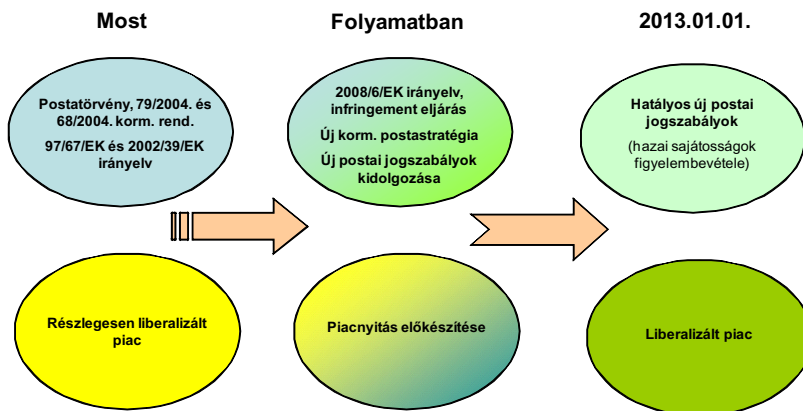 Most
Folyamatban
2013.01.01.
Postatörvény, 79/2004. és
68/2004. korm. rend.
97/67/EK és 2002/39/EK
irányelv
2008/6/EK irányelv,
infringement eljárás
Új korm. postastratégia
Új postai jogszabályok
kidolgozása
Hatályos új postai
jogszabályok
(hazai sajátosságok
figyelembevétele)
Részlegesen liberalizált
piac
Piacnyitás előkészítése
Liberalizált piac